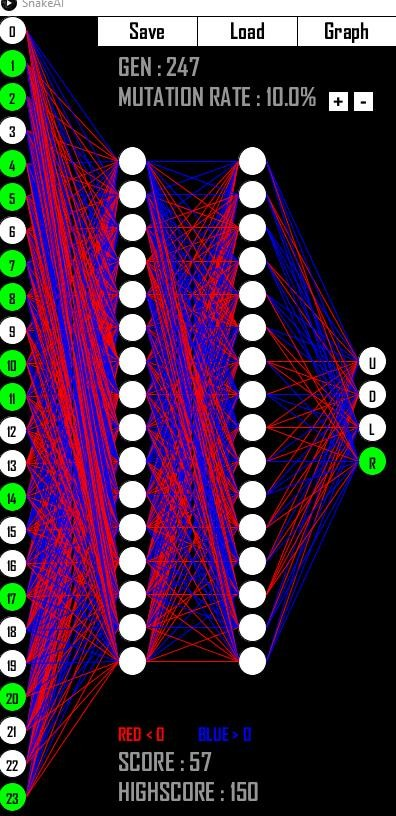 SnakeAI
Save Load Graph
GEN : 247
MUTATION RATE : 10.0% + -
0
1
2
3
4
5
6
7
8
9
10
11
12
13
14
15
16
17
18
19
20
21
22
23
U
D
L
R
RED < 0 BLUE > 0
SCORE : 57
HIGHSCORE : 150